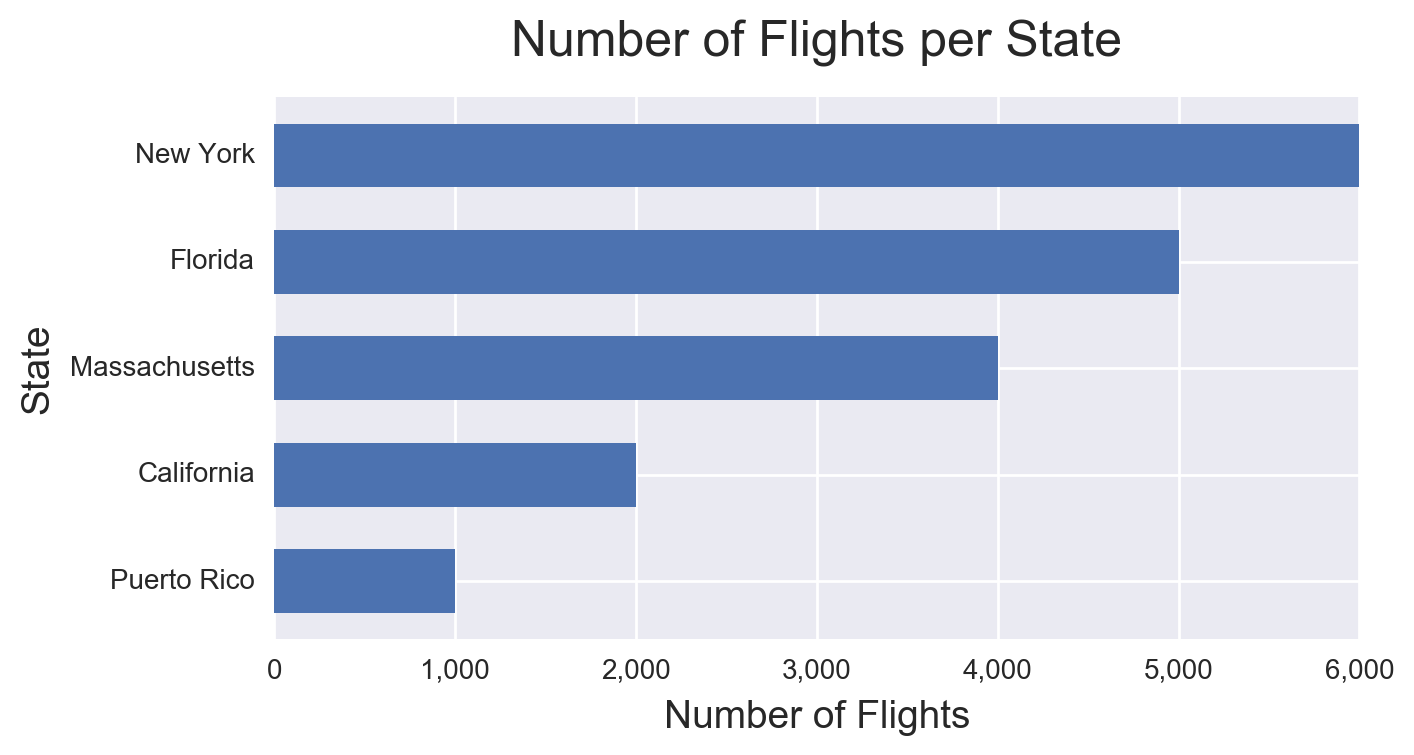 Number of Flights per State
State
New York
Florida
Massachusetts
California
Puerto Rico
0 1,000 2,000 3,000 4,000 5,000 6,000
Number of Flights